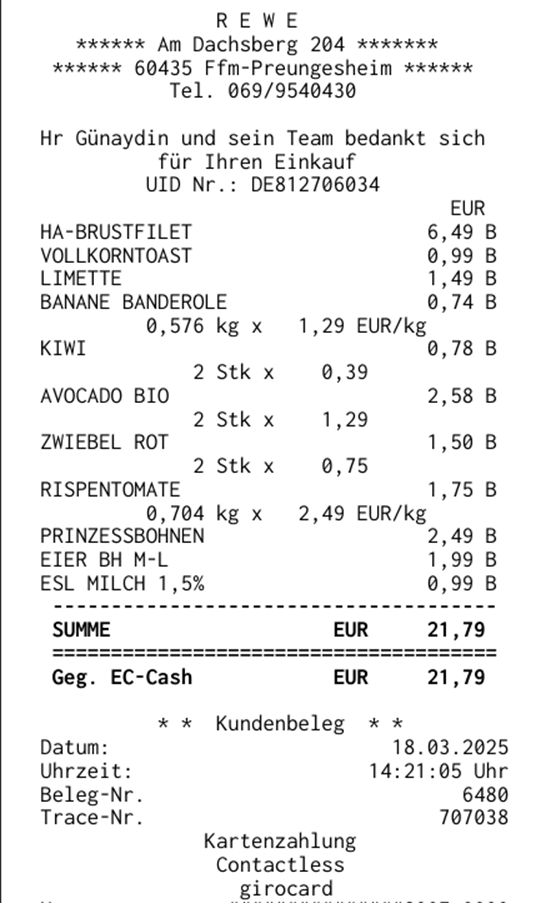 R E W E
****** Am Dachsberg 204 *******
****** 60435 Ffm-Preungesheim ******
Tel. 069/9540430
Hr Günaydin und sein Team bedankt sich
für Ihren Einkauf
UID Nr.: DE812706034
EUR
HA-BRUSTFILET 6,49 B
VOLLKORNTOAST 0,99 B
LIMETTE 1,49 B
BANANE BANDEROLE 0,74 B
0,576 kg x 1,29 EUR/kg
KIWI 0,78 B
2 Stk x 0,39
AVOCADO BIO 2,58 B
2 Stk x 1,29
ZWIEBEL ROT 1,50 B
2 Stk x 0,75
RISPENTOMATE 1,75 B
0,704 kg x 2,49 EUR/kg
PRINZESSBOHNEN 2,49 B
EIER BH M-L 1,99 B
ESL MILCH 1,5% 0,99 B
--------------------------------------
SUMME EUR 21,79
======================================
Geg. EC-Cash EUR 21,79
* * Kundenbeleg * *
Datum: 18.03.2025
Uhrzeit: 14:21:05 Uhr
Beleg-Nr. 6480
Trace-Nr. 707038
Kartenzahlung
Contactless
girocard